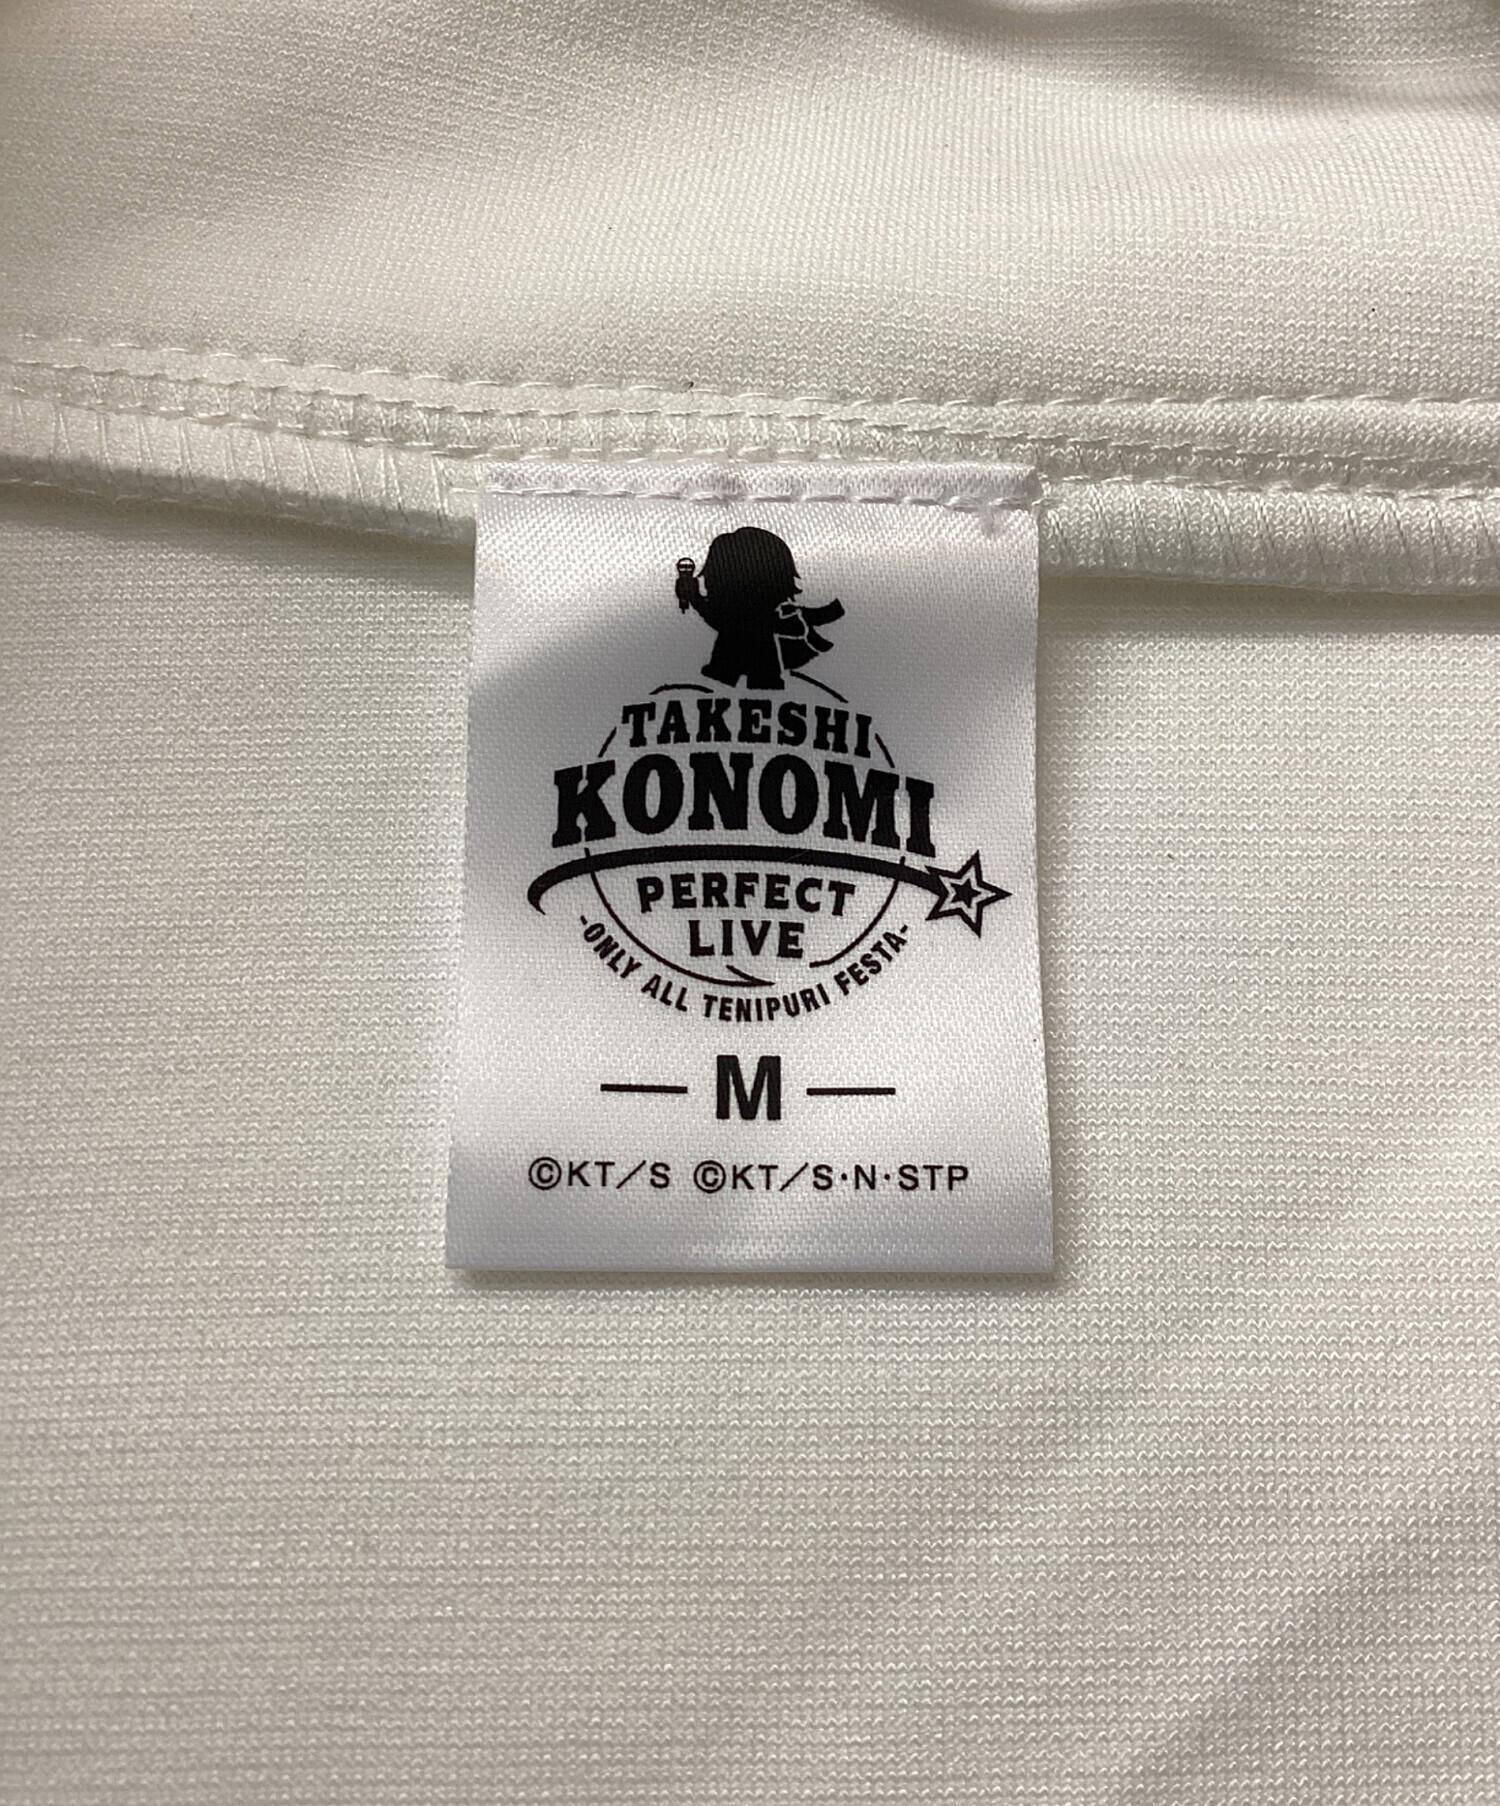 TAKESHI
KONOMI
PERFECT
LIVE
-ONLY ALL TENIPURI FESTA-
— M —
©KT/S ©KT/S·N·STP